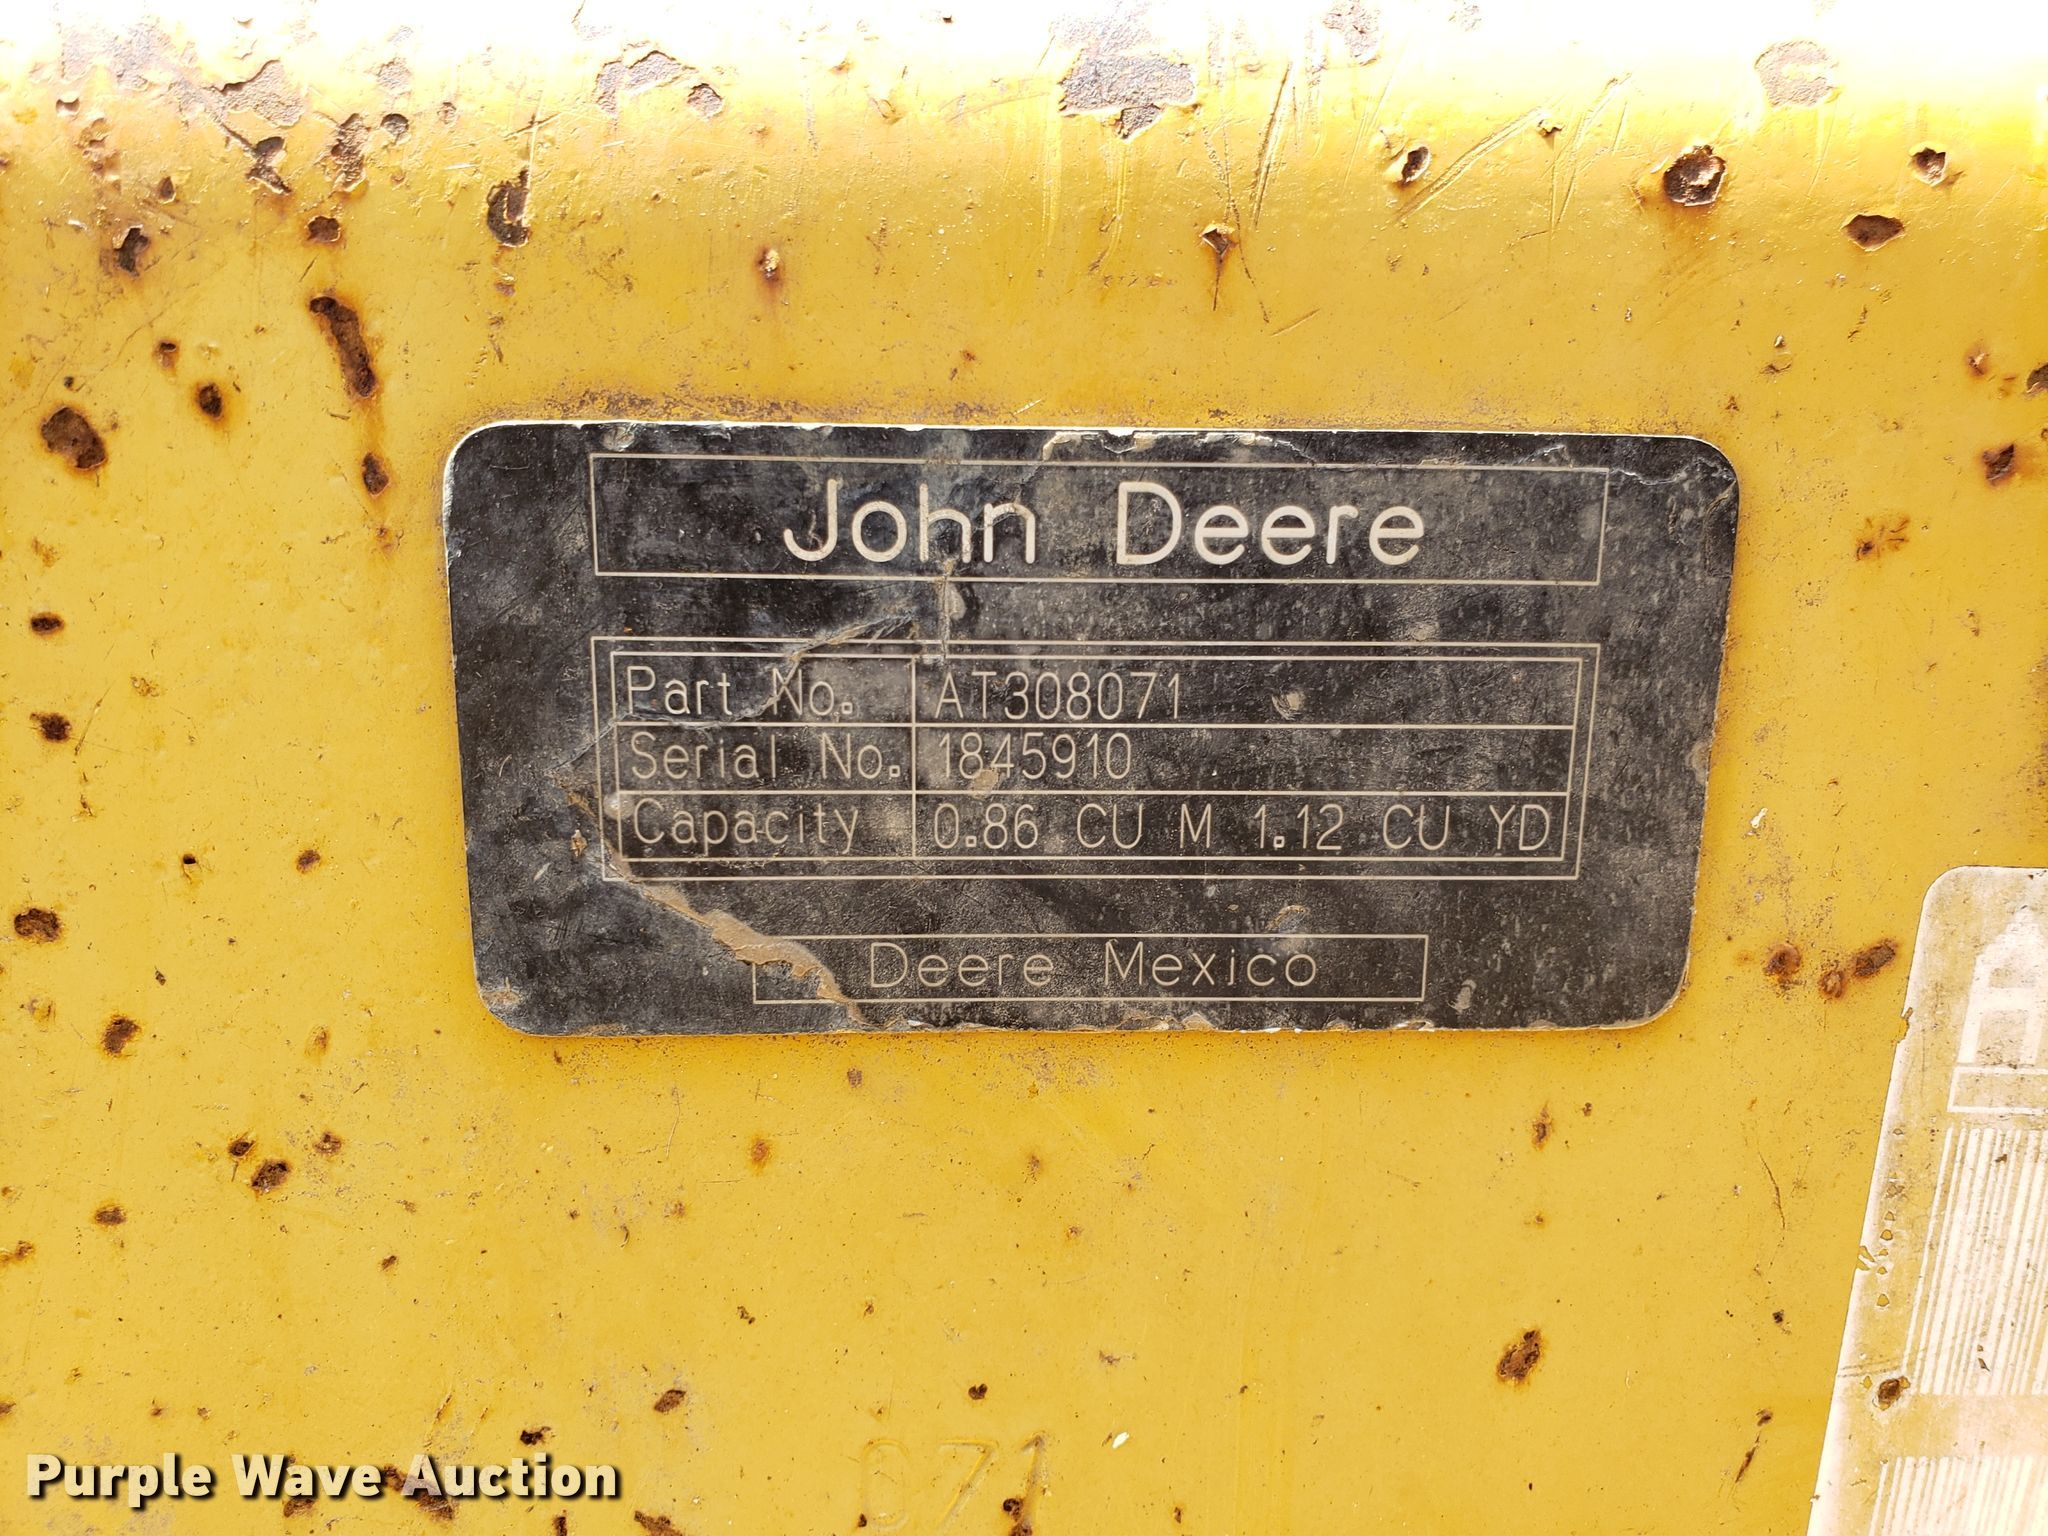 John Deere
Part No. AT308071
Serial No. 1845910
Capacity 0.86 CU M 1.12 CU YD
Deere Mexico
071
Purple Wave Auction